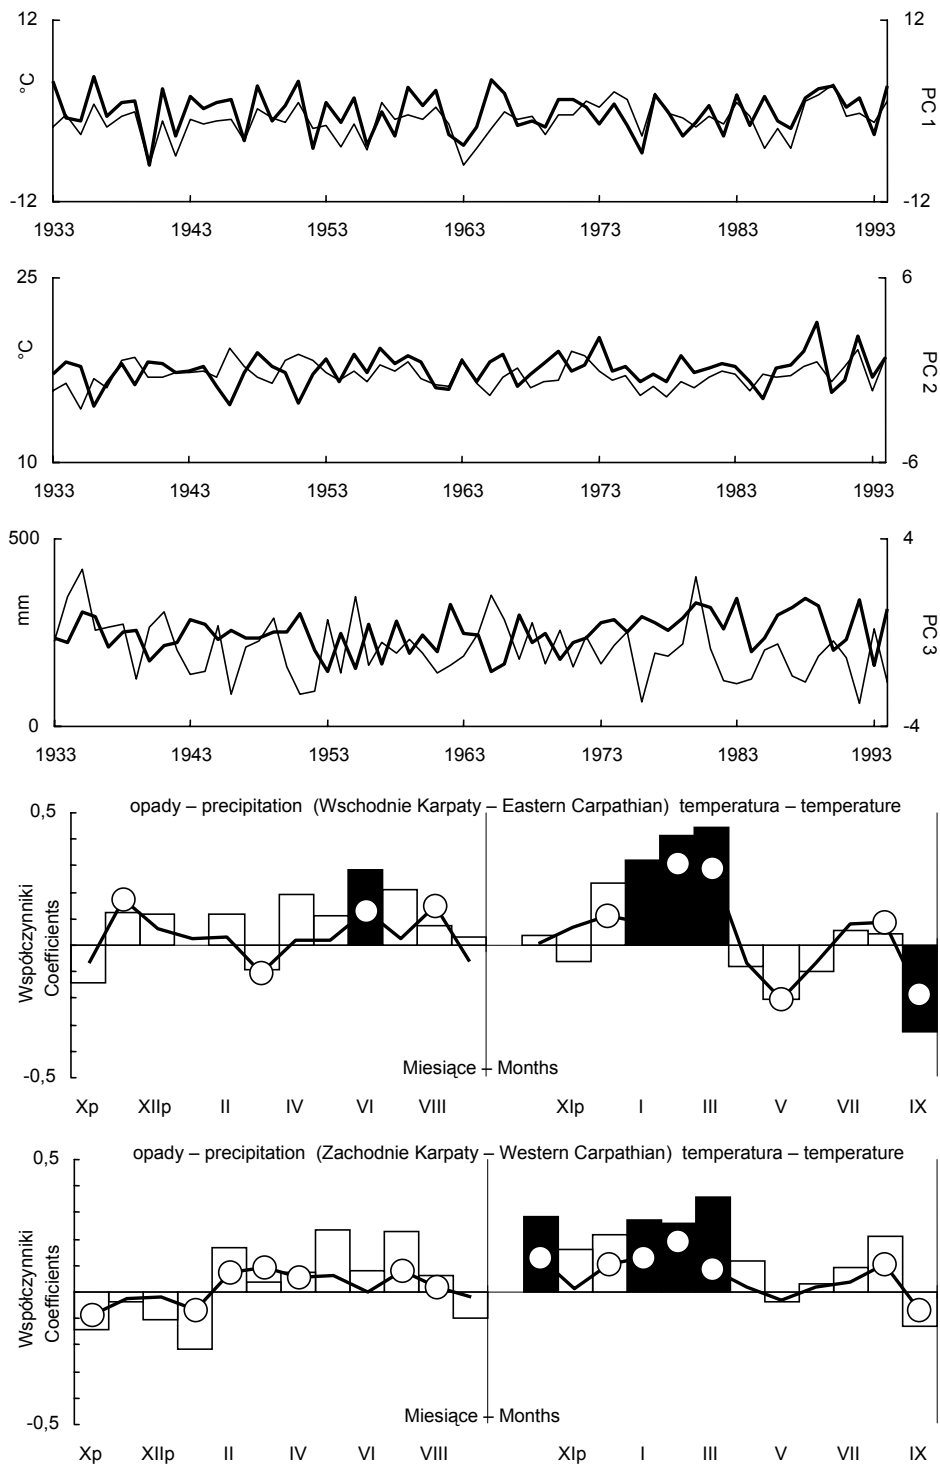 12 12
°C PC 1
-12 -12
1933 1943 1953 1963 1973 1983 1993
25 6
°C PC 2
10 -6
1933 1943 1953 1963 1973 1983 1993
500 4
mm PC 3
0 -4
1933 1943 1953 1963 1973 1983 1993
opady – precipitation (Wschodnie Karpaty – Eastern Carpathian) temperatura – temperature
0,5
Współczynniki
Coefficients
-0,5
Miesiące – Months
Xp XIIp II IV VI VIII XIp I III V VII IX
opady – precipitation (Zachodnie Karpaty – Western Carpathian) temperatura – temperature
0,5
Współczynniki
Coefficients
-0,5
Miesiące – Months
Xp XIIp II IV VI VIII XIp I III V VII IX